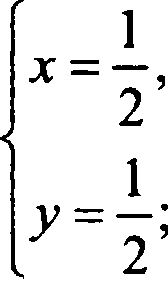 x = 1/2,
y = 1/2;